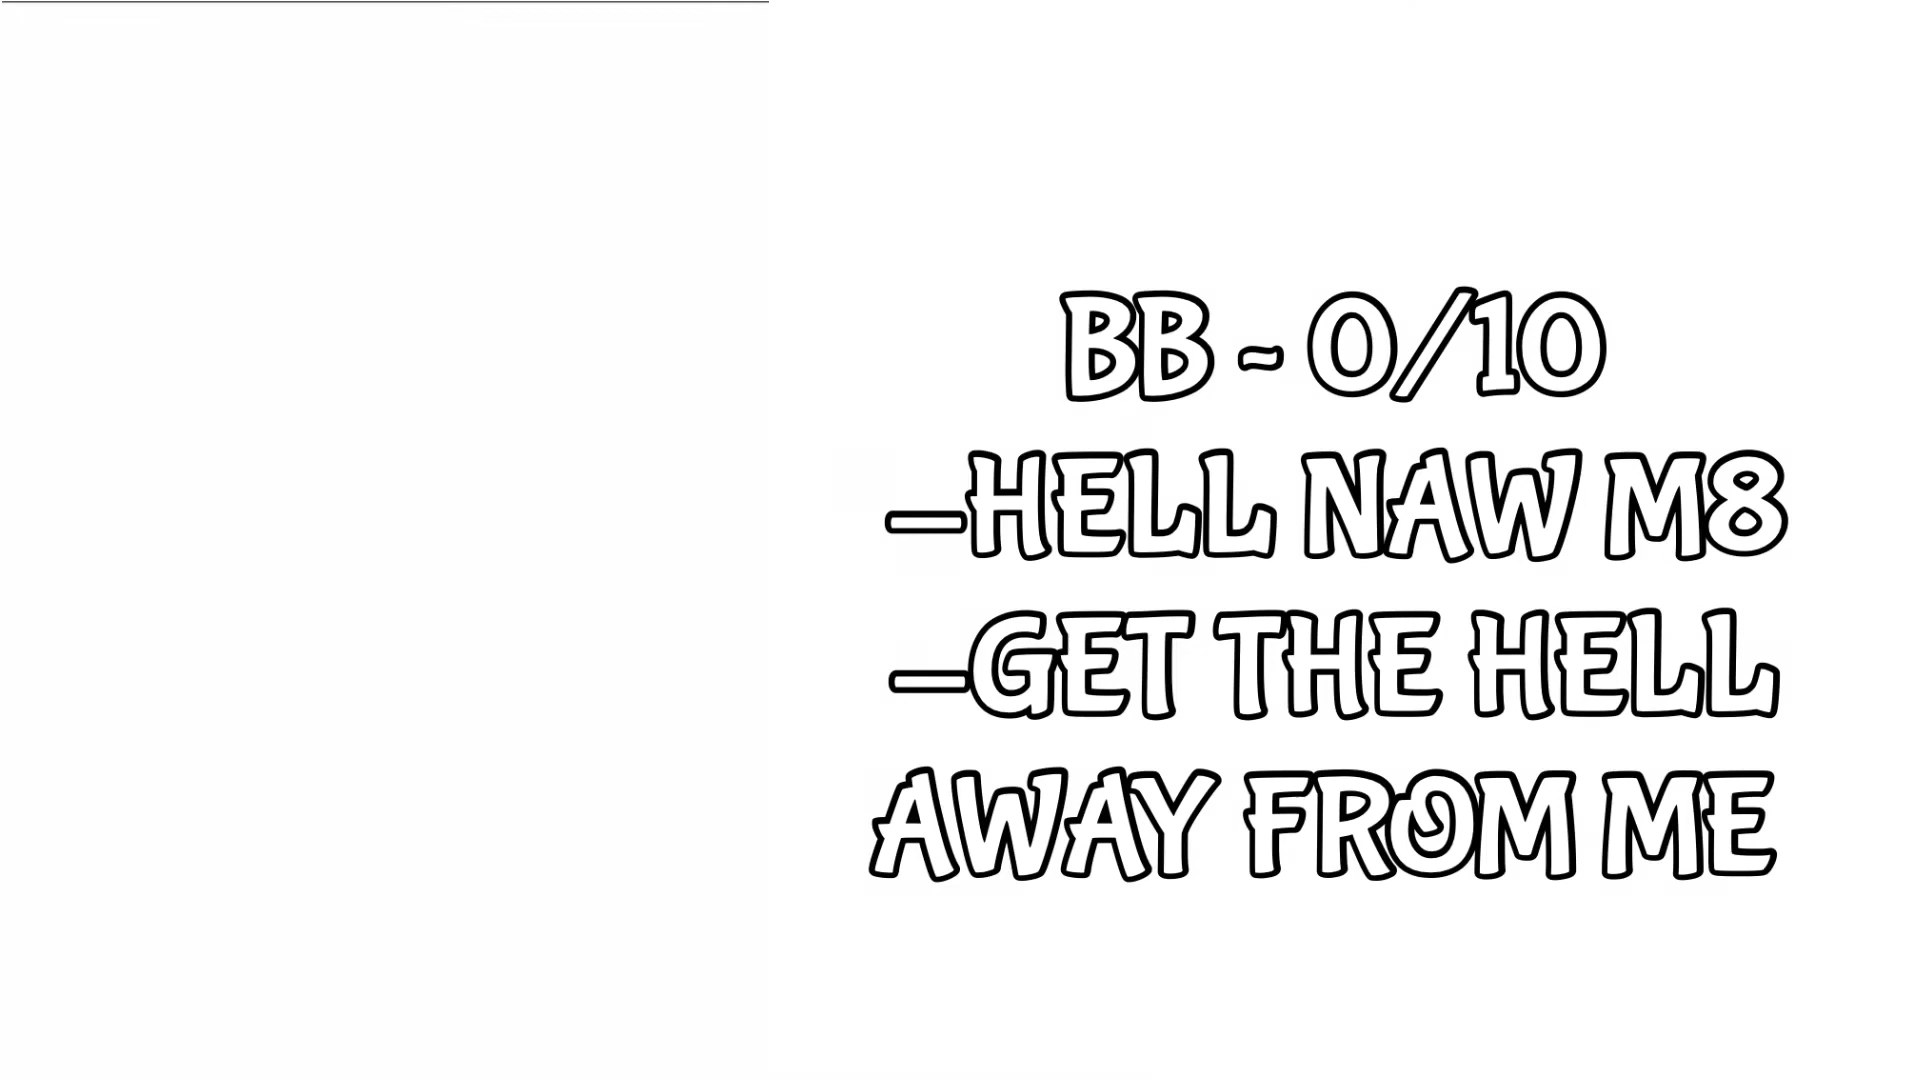 BB ~ 0/10
—HELL NAW M8
—GET THE HELL
AWAY FROM ME